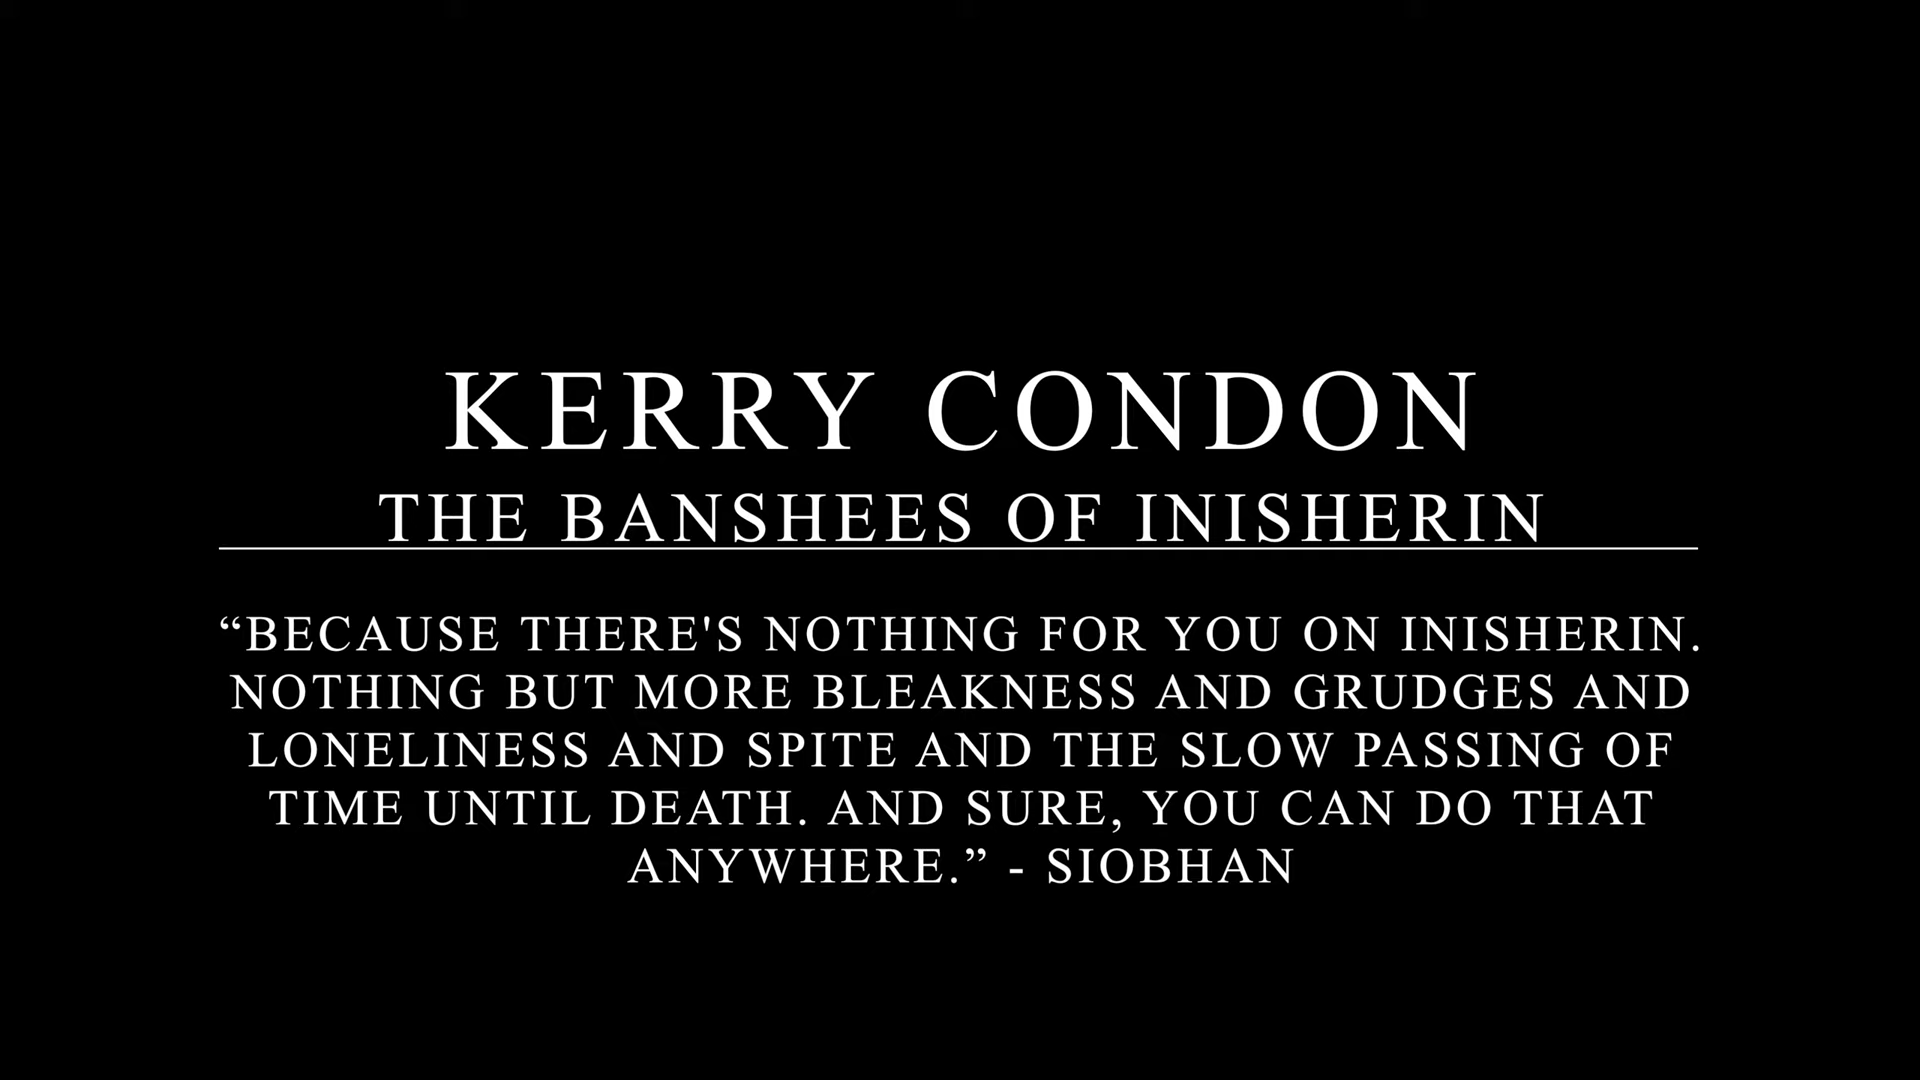 KERRY CONDON
THE BANSHEES OF INISHERIN
“BECAUSE THERE'S NOTHING FOR YOU ON INISHERIN.
NOTHING BUT MORE BLEAKNESS AND GRUDGES AND
LONELINESS AND SPITE AND THE SLOW PASSING OF
TIME UNTIL DEATH. AND SURE, YOU CAN DO THAT
ANYWHERE.” - SIOBHAN